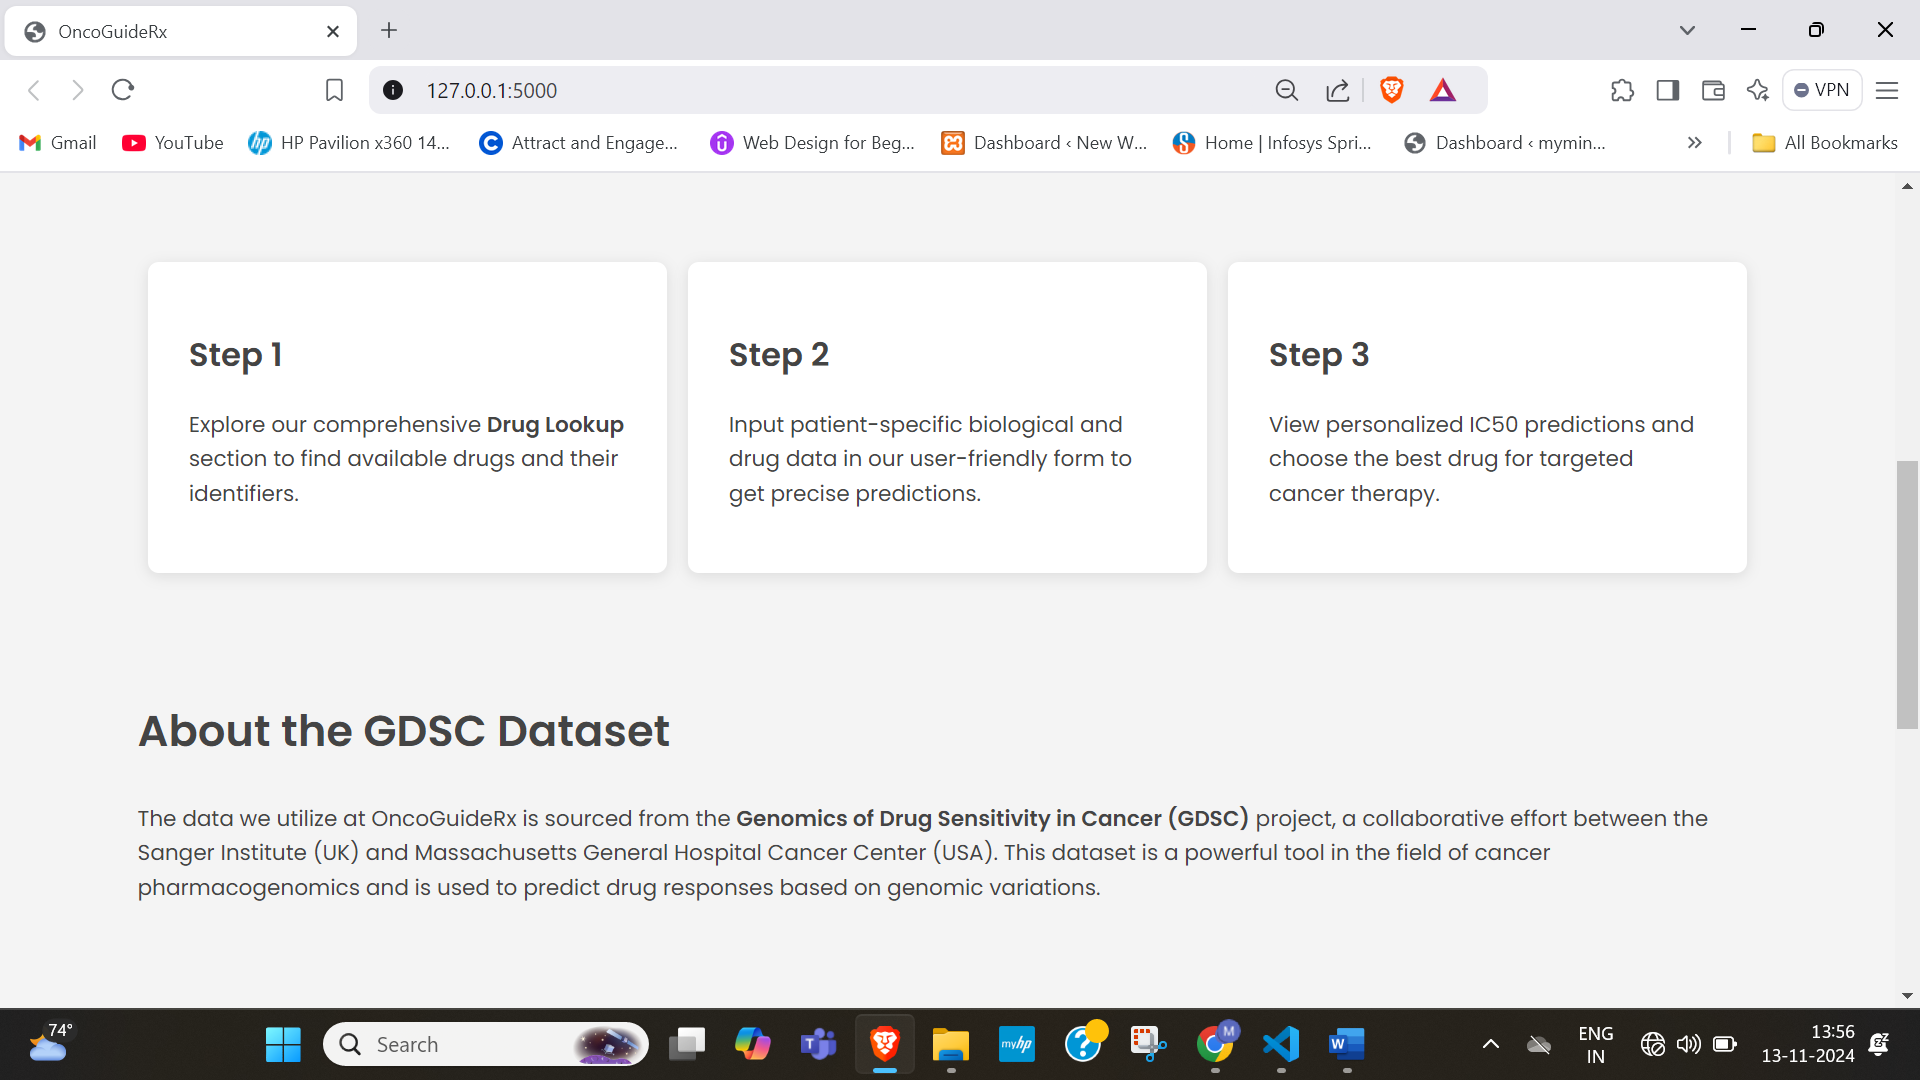 OncoGuideRx
127.0.0.1:5000
VPN
Gmail
YouTube
HP Pavilion x360 14...
Attract and Engage...
Web Design for Beg...
Dashboard ‹ New W...
Home | Infosys Spri...
Dashboard ‹ mymin...
All Bookmarks
Step 1
Explore our comprehensive Drug Lookup
section to find available drugs and their
identifiers.
Step 2
Input patient-specific biological and
drug data in our user-friendly form to
get precise predictions.
Step 3
View personalized IC50 predictions and
choose the best drug for targeted
cancer therapy.
About the GDSC Dataset
The data we utilize at OncoGuideRx is sourced from the Genomics of Drug Sensitivity in Cancer (GDSC) project, a collaborative effort between the
Sanger Institute (UK) and Massachusetts General Hospital Cancer Center (USA). This dataset is a powerful tool in the field of cancer
pharmacogenomics and is used to predict drug responses based on genomic variations.
74°
Search
myhp
M
ENG
IN
13:56
13-11-2024